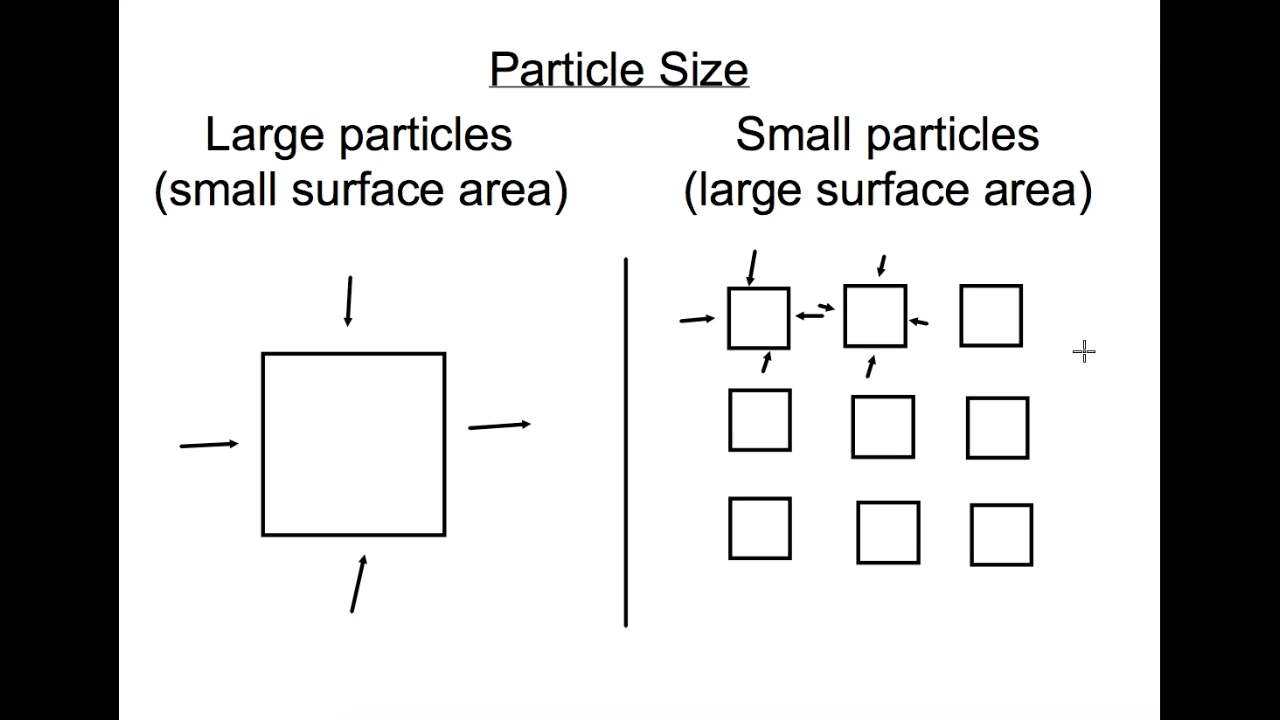 Particle Size
Large particles
(small surface area)
Small particles
(large surface area)